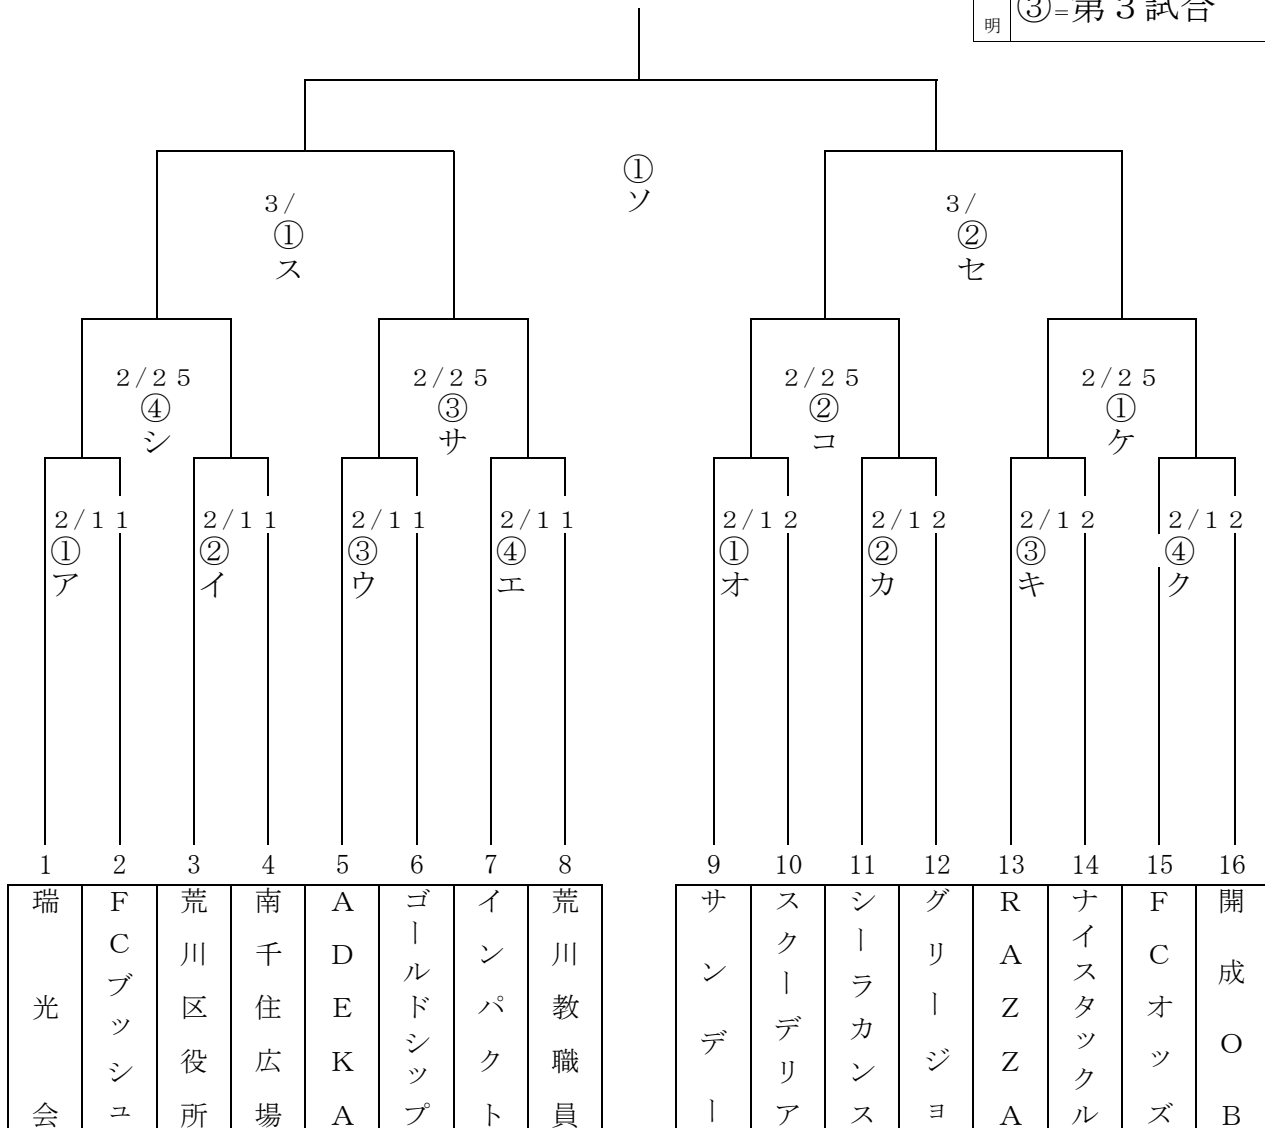 明
③=第３試合
①
ソ
3/
①
ス
3/
②
セ
2/25
④
シ
2/25
③
サ
2/25
②
コ
2/25
①
ケ
2/11
①
ア
2/11
②
イ
2/11
③
ウ
2/11
④
エ
2/12
①
オ
2/12
②
カ
2/12
③
キ
2/12
④
ク
1 2 3 4 5 6 7 8 9 10 11 12 13 14 15 16
瑞光会
FCブッシュ
荒川区役所
南千住広場
ADEKA
ゴールドシップ
インパクト
荒川教職員
サンデー
スクーデリア
シーラカンス
グリージョ
RAZZA
ナイスタックル
FCオッズ
開成OB